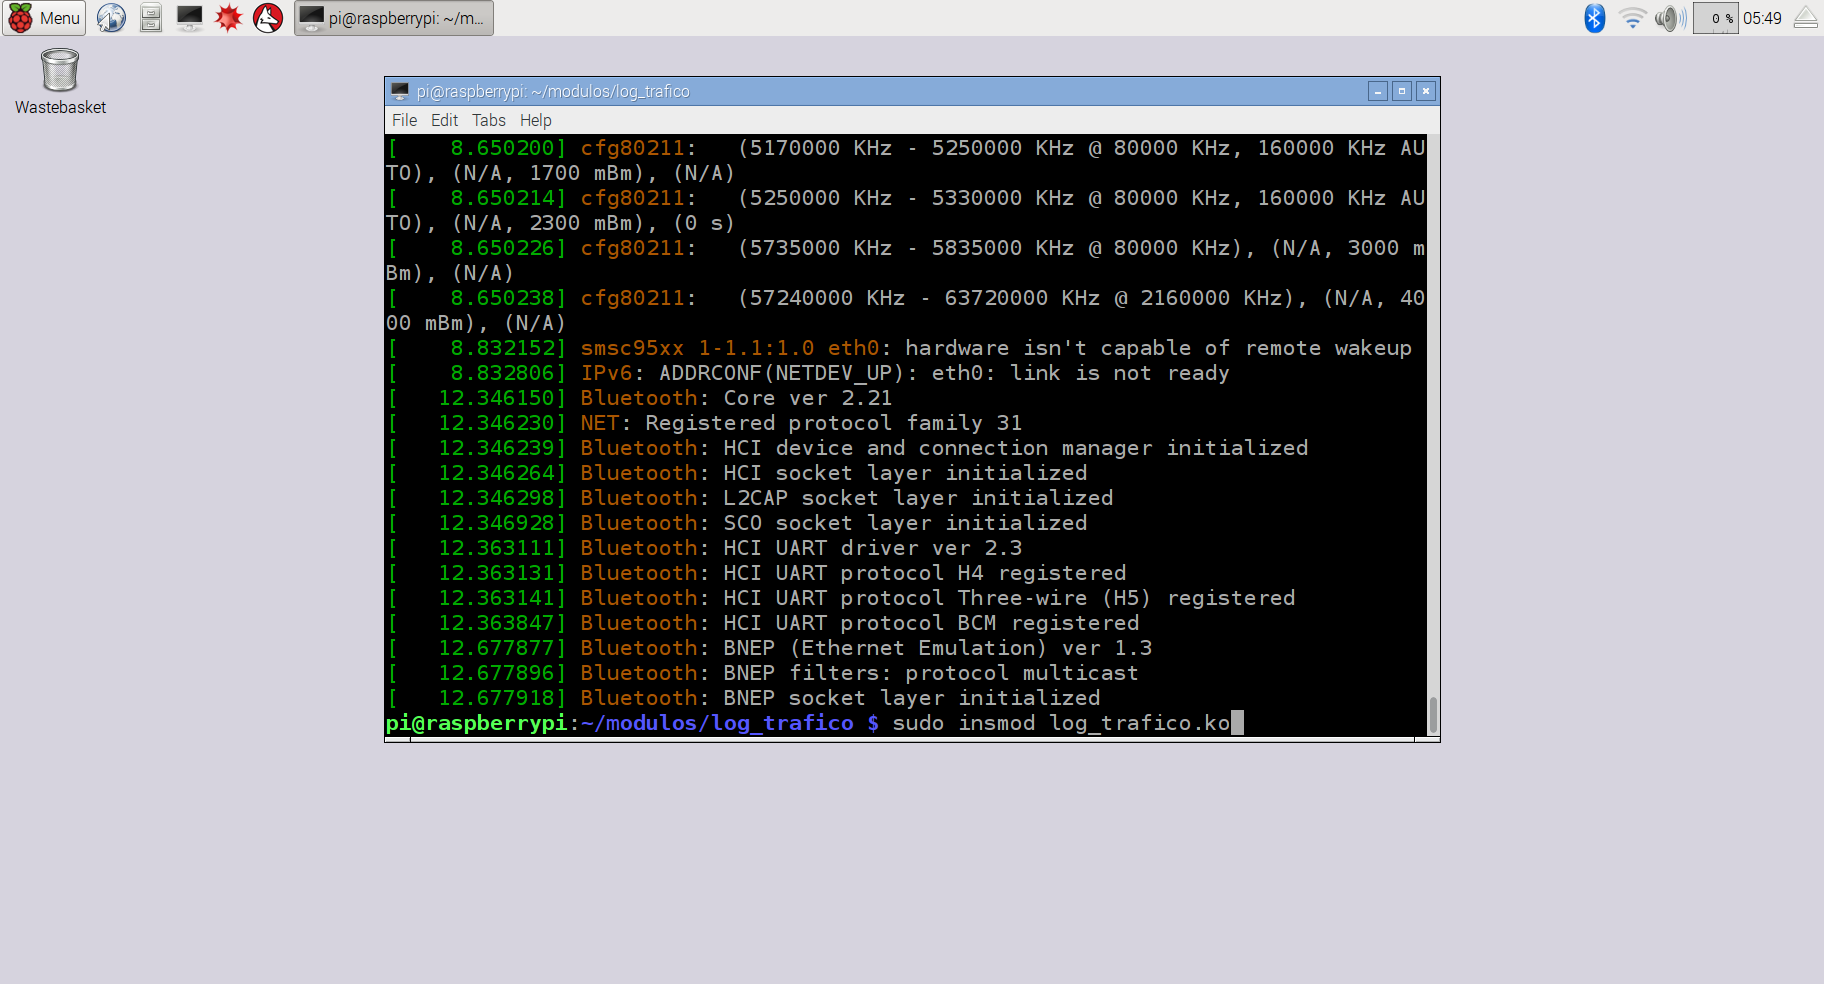 Menu
pi@raspberrypi: ~/m...
0 %
05:49
Wastebasket
pi@raspberrypi: ~/modulos/log_trafico
File Edit Tabs Help
[    8.650200] cfg80211:   (5170000 KHz - 5250000 KHz @ 80000 KHz, 160000 KHz AU
TO), (N/A, 1700 mBm), (N/A)
[    8.650214] cfg80211:   (5250000 KHz - 5330000 KHz @ 80000 KHz, 160000 KHz AU
TO), (N/A, 2300 mBm), (0 s)
[    8.650226] cfg80211:   (5735000 KHz - 5835000 KHz @ 80000 KHz), (N/A, 3000 m
Bm), (N/A)
[    8.650238] cfg80211:   (57240000 KHz - 63720000 KHz @ 2160000 KHz), (N/A, 40
00 mBm), (N/A)
[    8.832152] smsc95xx 1-1.1:1.0 eth0: hardware isn't capable of remote wakeup
[    8.832806] IPv6: ADDRCONF(NETDEV_UP): eth0: link is not ready
[   12.346150] Bluetooth: Core ver 2.21
[   12.346230] NET: Registered protocol family 31
[   12.346239] Bluetooth: HCI device and connection manager initialized
[   12.346264] Bluetooth: HCI socket layer initialized
[   12.346298] Bluetooth: L2CAP socket layer initialized
[   12.346928] Bluetooth: SCO socket layer initialized
[   12.363111] Bluetooth: HCI UART driver ver 2.3
[   12.363131] Bluetooth: HCI UART protocol H4 registered
[   12.363141] Bluetooth: HCI UART protocol Three-wire (H5) registered
[   12.363847] Bluetooth: HCI UART protocol BCM registered
[   12.677877] Bluetooth: BNEP (Ethernet Emulation) ver 1.3
[   12.677896] Bluetooth: BNEP filters: protocol multicast
[   12.677918] Bluetooth: BNEP socket layer initialized
pi@raspberrypi:~/modulos/log_trafico $ sudo insmod log_trafico.ko